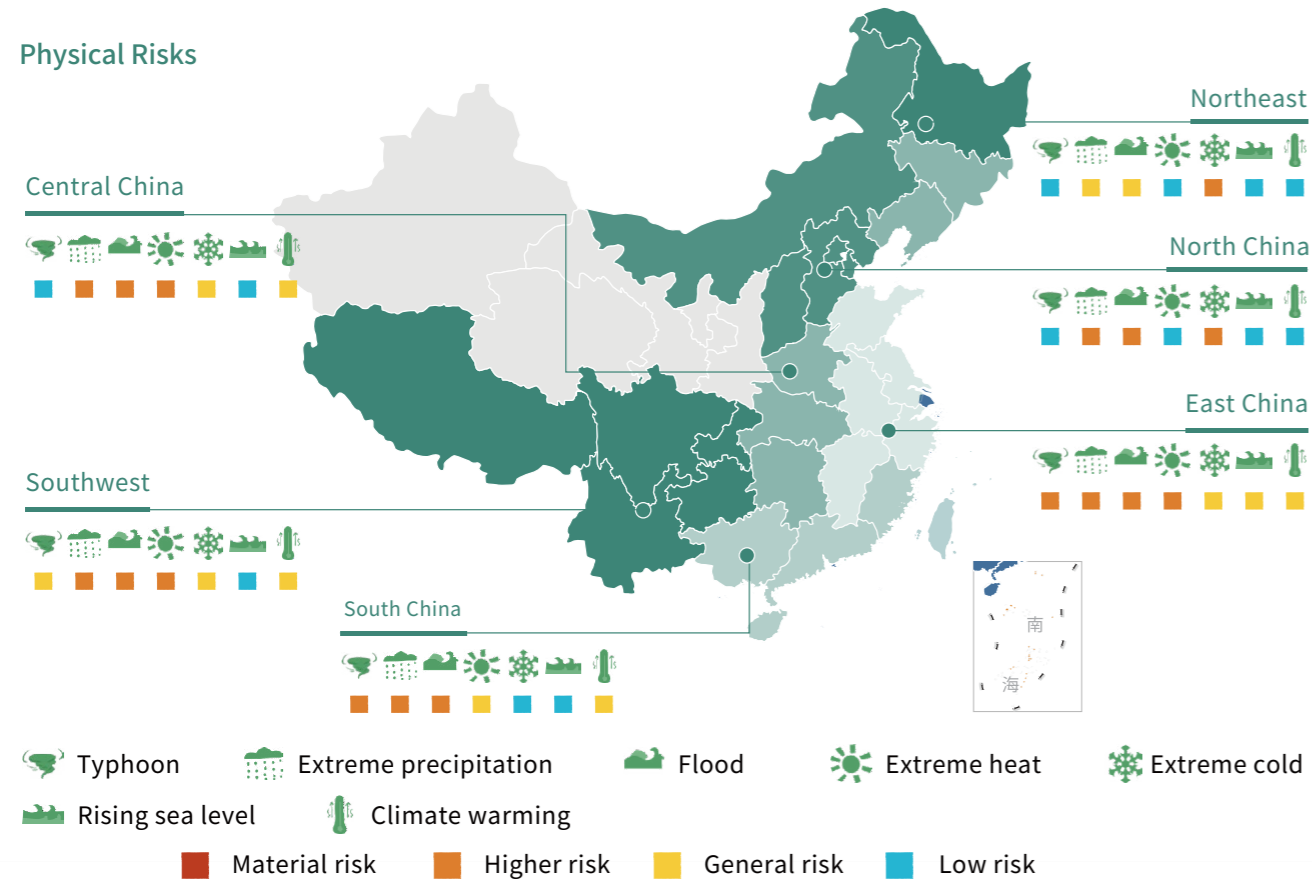 Physical Risks
Northeast
Central China
North China
East China
Southwest
South China
南
海
Typhoon
Extreme precipitation
Flood
Extreme heat
Extreme cold
Rising sea level
Climate warming
Material risk
Higher risk
General risk
Low risk